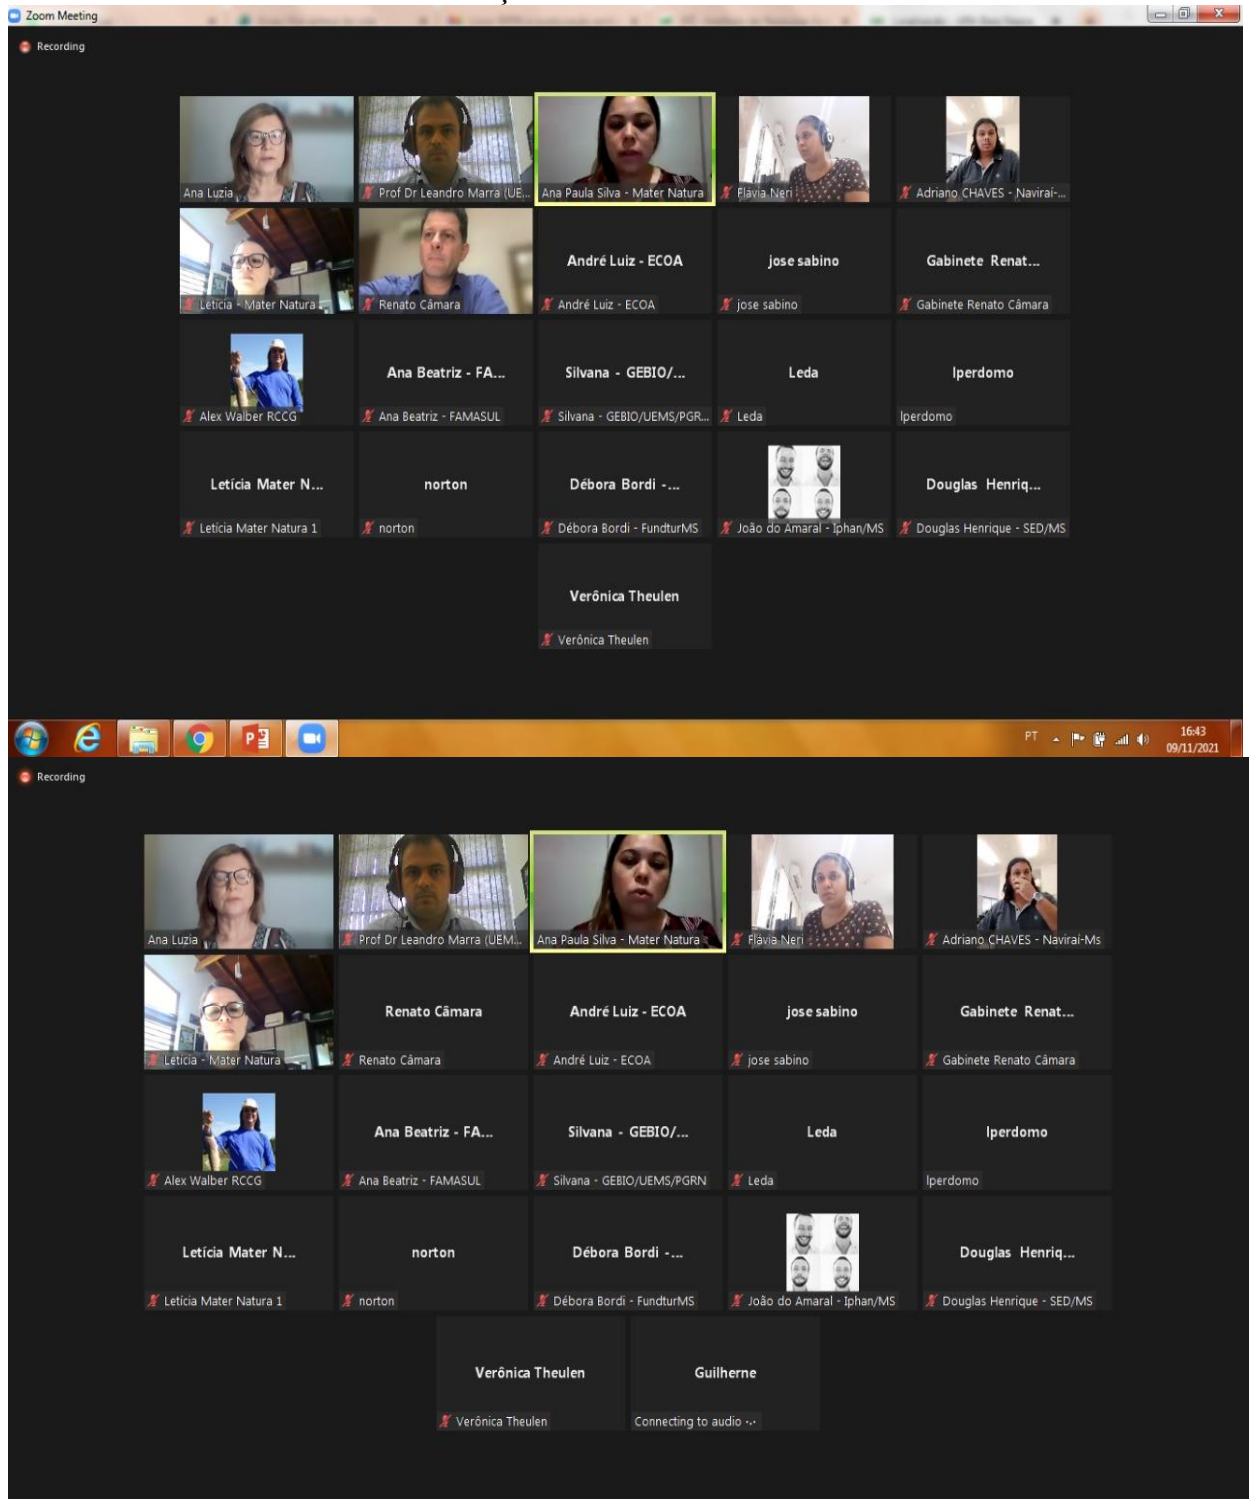 Zoom Meeting
Recording
Ana Luzia
Prof Dr Leandro Marra (UE...
Ana Paula Silva - Mater Natura
Flávia Neri
Adriano CHAVES - Naviraí-...
Letícia - Mater Natura
Renato Câmara
André Luiz - ECOA
André Luiz - ECOA
jose sabino
jose sabino
Gabinete Renat...
Gabinete Renato Câmara
Alex Walber RCCG
Ana Beatriz - FA...
Ana Beatriz - FAMASUL
Silvana - GEBIO/...
Silvana - GEBIO/UEMS/PGR...
Leda
Leda
lperdomo
lperdomo
Letícia Mater N...
Letícia Mater Natura 1
norton
norton
Débora Bordi -...
Débora Bordi - FundturMS
João do Amaral - Iphan/MS
Douglas Henriq...
Douglas Henrique - SED/MS
Verônica Theulen
Verônica Theulen
PT
16:43
09/11/2021
Recording
Ana Luzia
Prof Dr Leandro Marra (UEM...
Ana Paula Silva - Mater Natura
Flávia Neri
Adriano CHAVES - Naviraí-Ms
Letícia - Mater Natura
Renato Câmara
Renato Câmara
André Luiz - ECOA
André Luiz - ECOA
jose sabino
jose sabino
Gabinete Renat...
Gabinete Renato Câmara
Alex Walber RCCG
Ana Beatriz - FA...
Ana Beatriz - FAMASUL
Silvana - GEBIO/...
Silvana - GEBIO/UEMS/PGRN
Leda
Leda
lperdomo
lperdomo
Letícia Mater N...
Letícia Mater Natura 1
norton
norton
Débora Bordi -...
Débora Bordi - FundturMS
João do Amaral - Iphan/MS
Douglas Henriq...
Douglas Henrique - SED/MS
Verônica Theulen
Verônica Theulen
Guilherne
Connecting to audio ...